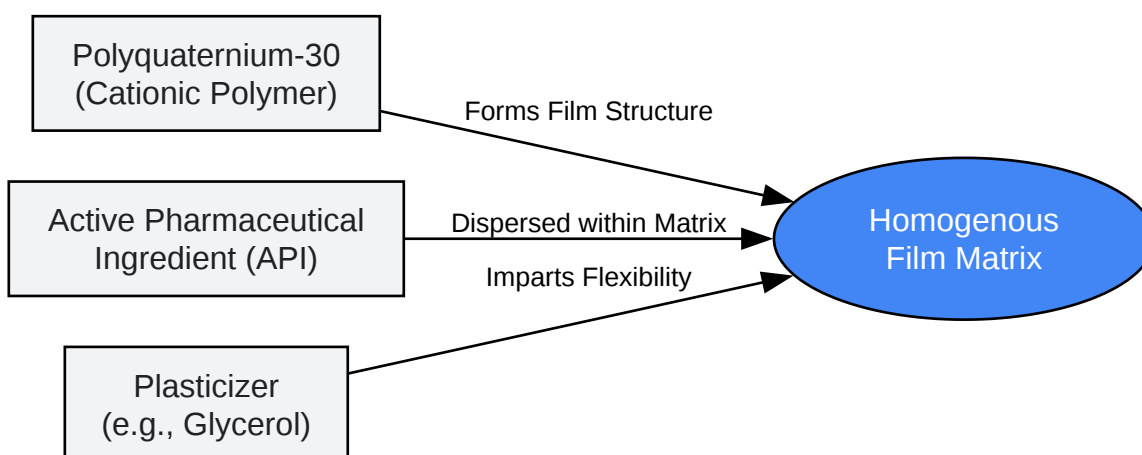 Polyquaternium-30
(Cationic Polymer)
Forms Film Structure
Active Pharmaceutical
Ingredient (API)
Dispersed within Matrix
Homogenous
Film Matrix
Imparts Flexibility
Plasticizer
(e.g., Glycerol)